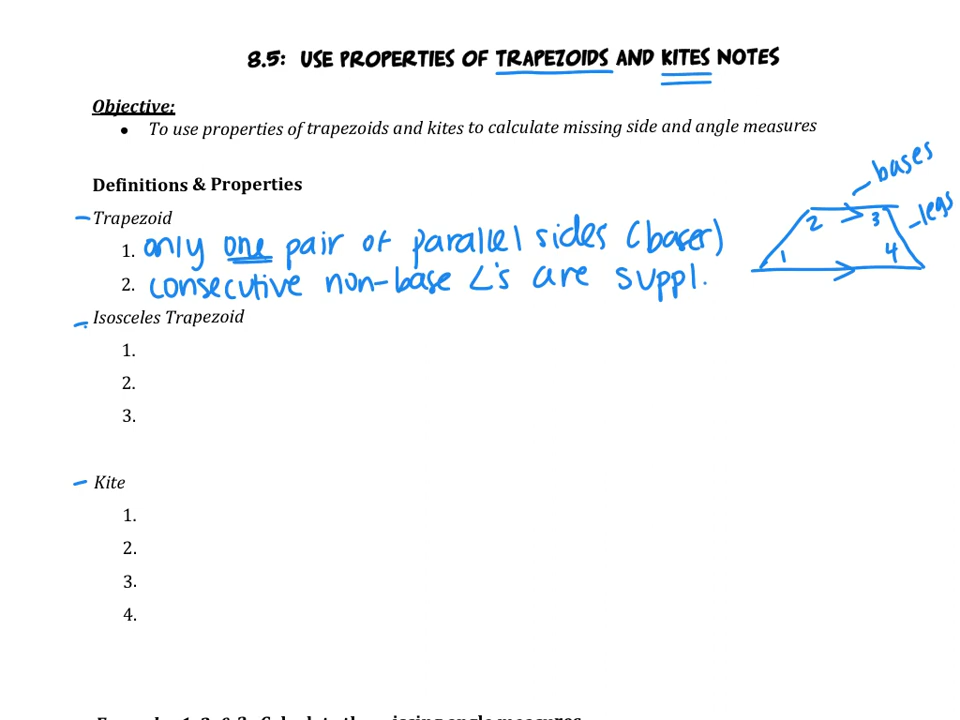 8.5: USE PROPERTIES OF TRAPEZOIDS AND KITES NOTES
Objective:
• To use properties of trapezoids and kites to calculate missing side and angle measures
Definitions & Properties
Trapezoid
1. only one pair of parallel sides (bases)
2. consecutive non-base ∠'s are suppl.
bases
legs
2 3
1 4
Isosceles Trapezoid
1.
2.
3.
Kite
1.
2.
3.
4.